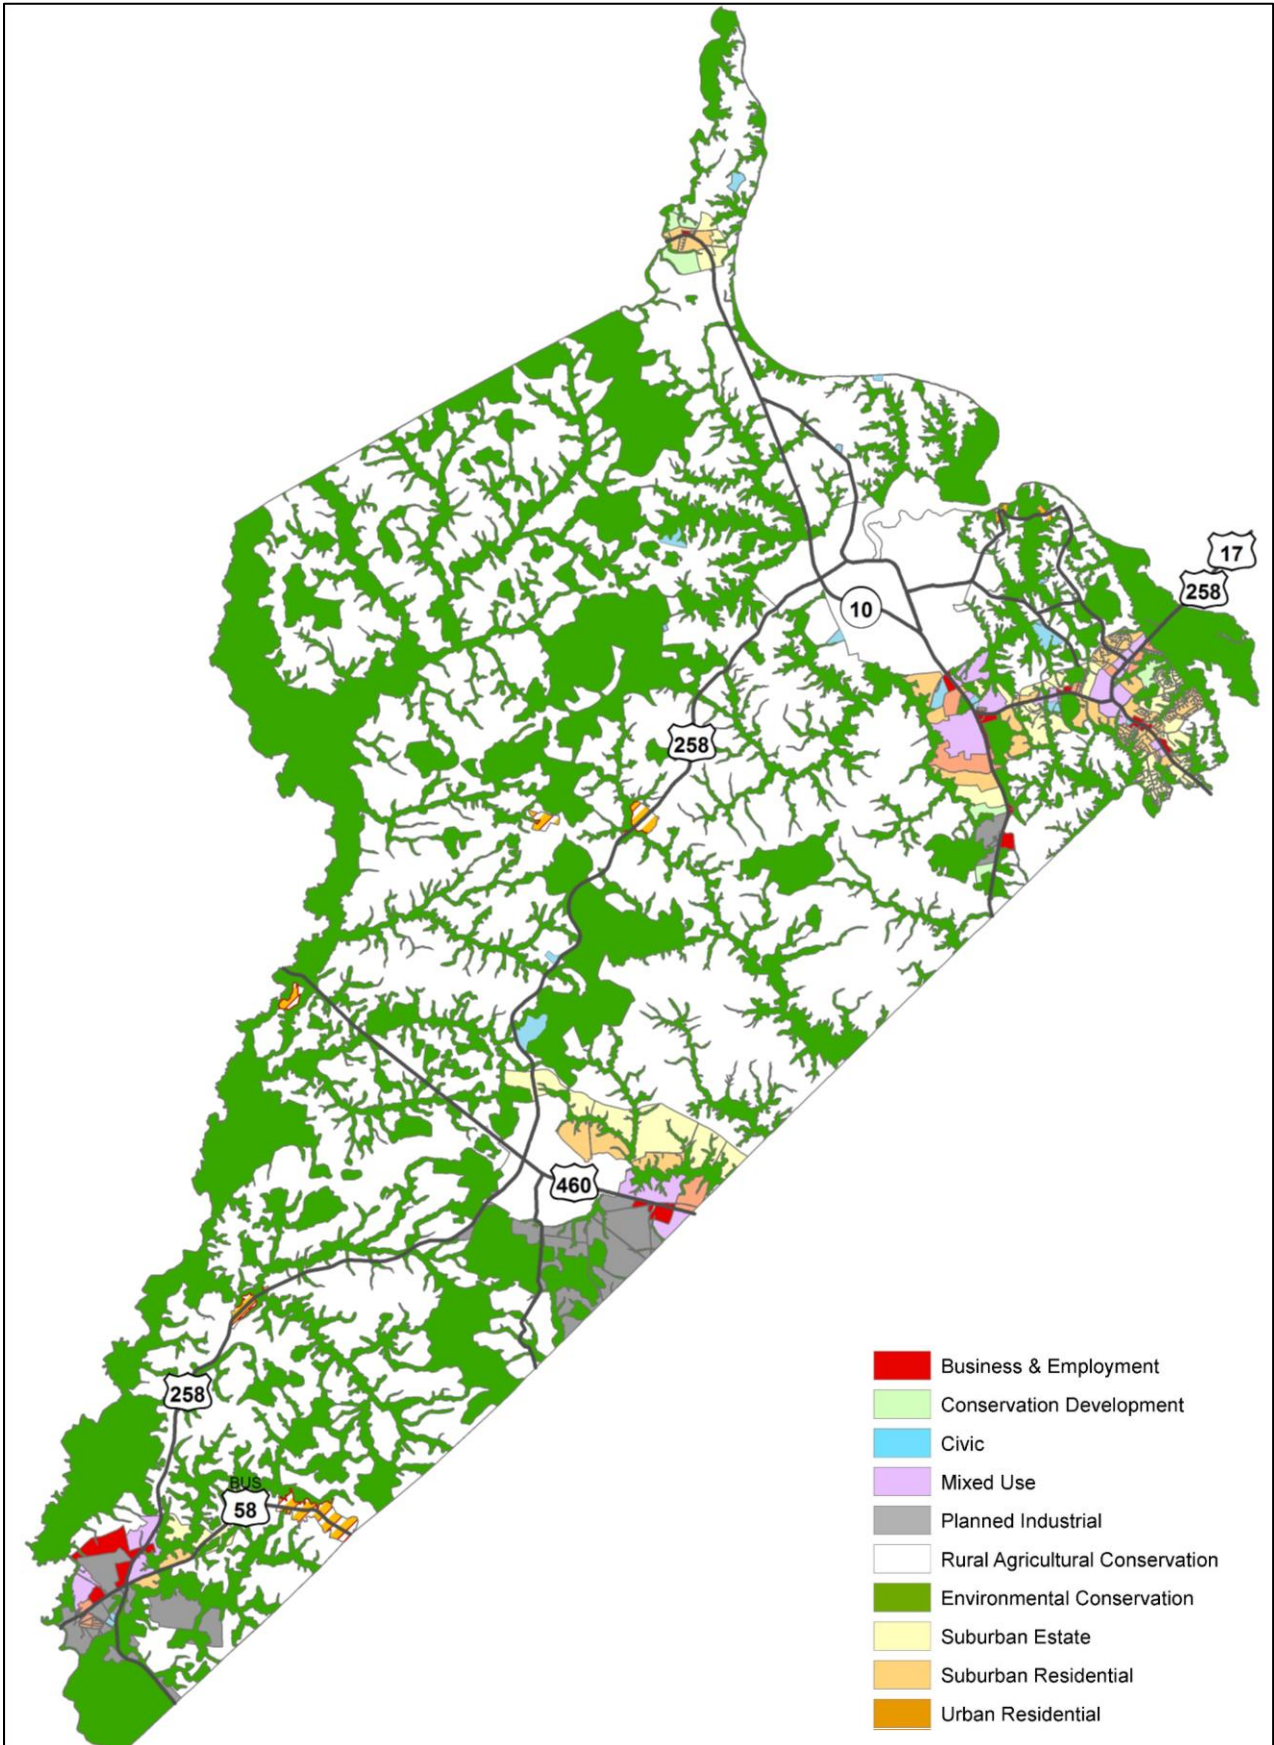 17
258
10
258
460
258
BUS
58
Business & Employment
Conservation Development
Civic
Mixed Use
Planned Industrial
Rural Agricultural Conservation
Environmental Conservation
Suburban Estate
Suburban Residential
Urban Residential